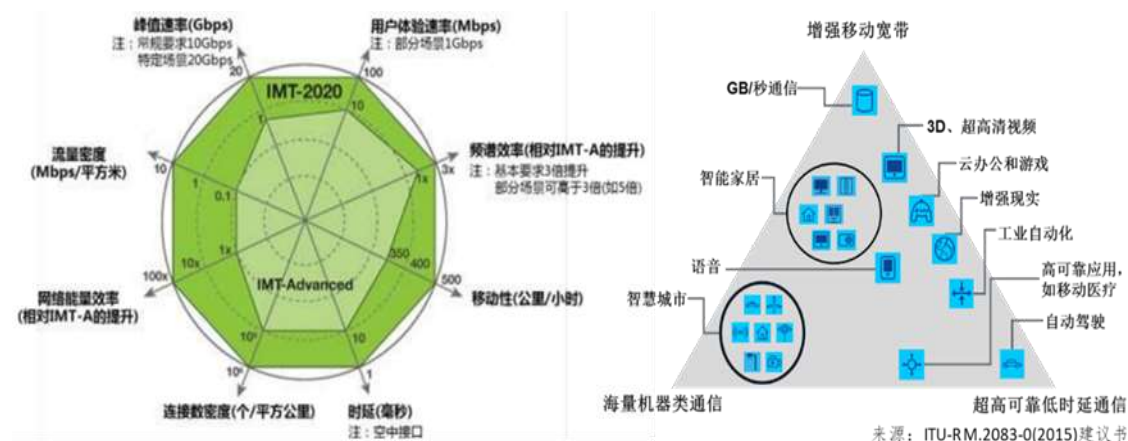 峰值速率(Gbps)
注：常规要求10Gbps
特定场景20Gbps
用户体验速率(Mbps)
注：部分场景1Gbps
20
100
IMT-2020
1
10
流量密度
(Mbps/平方米)
10
1
0.1
频谱效率(相对IMT-A的提升)
注：基本要求3倍提升
部分场景可高于3倍(如5倍)
1x
3x
网络能量效率
(相对IMT-A的提升)
100x
10x
1x
350
400
500
移动性(公里/小时)
IMT-Advanced
10
1
连接数密度(个/平方公里)
时延(毫秒)
注：空中接口
增强移动宽带
GB/秒通信
3D、超高清视频
云办公和游戏
智能家居
增强现实
工业自动化
语音
高可靠应用，
如移动医疗
智慧城市
自动驾驶
海量机器类通信
超高可靠低时延通信
来源：ITU-RM.2083-0(2015)建议书